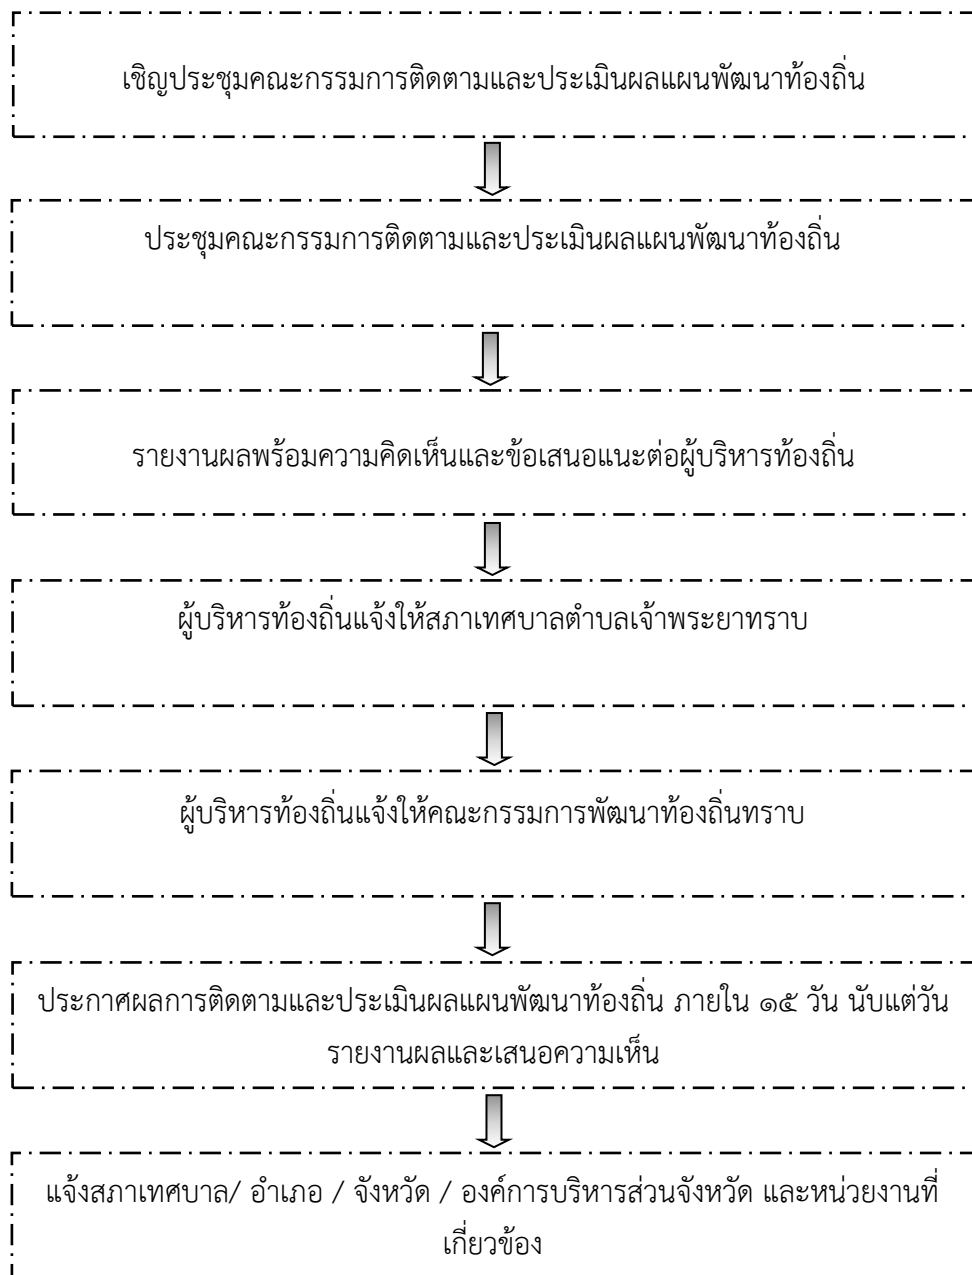 เชิญประชุมคณะกรรมการติดตามและประเมินผลแผนพัฒนาท้องถิ่น
ประชุมคณะกรรมการติดตามและประเมินผลแผนพัฒนาท้องถิ่น
รายงานผลพร้อมความคิดเห็นและข้อเสนอแนะต่อผู้บริหารท้องถิ่น
ผู้บริหารท้องถิ่นแจ้งให้สภาเทศบาลตำบลเจ้าพระยาทราบ
ผู้บริหารท้องถิ่นแจ้งให้คณะกรรมการพัฒนาท้องถิ่นทราบ
ประกาศผลการติดตามและประเมินผลแผนพัฒนาท้องถิ่น ภายใน ๑๕ วัน นับแต่วัน
รายงานผลและเสนอความเห็น
แจ้งสภาเทศบาล/ อำเภอ / จังหวัด / องค์การบริหารส่วนจังหวัด และหน่วยงานที่
เกี่ยวข้อง